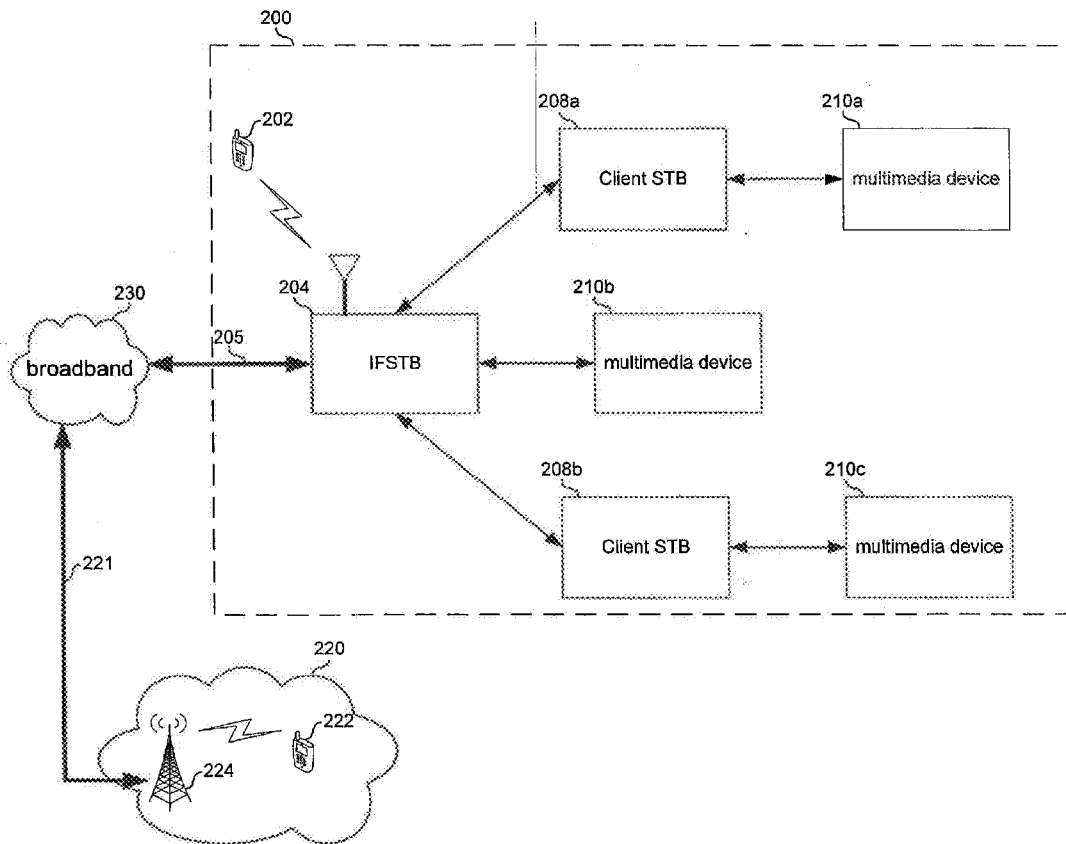 200
202
208a
210a
Client STB
multimedia device
230
204
210b
205
broadband
IFSTB
multimedia device
208b
210c
Client STB
multimedia device
221
220
222
224